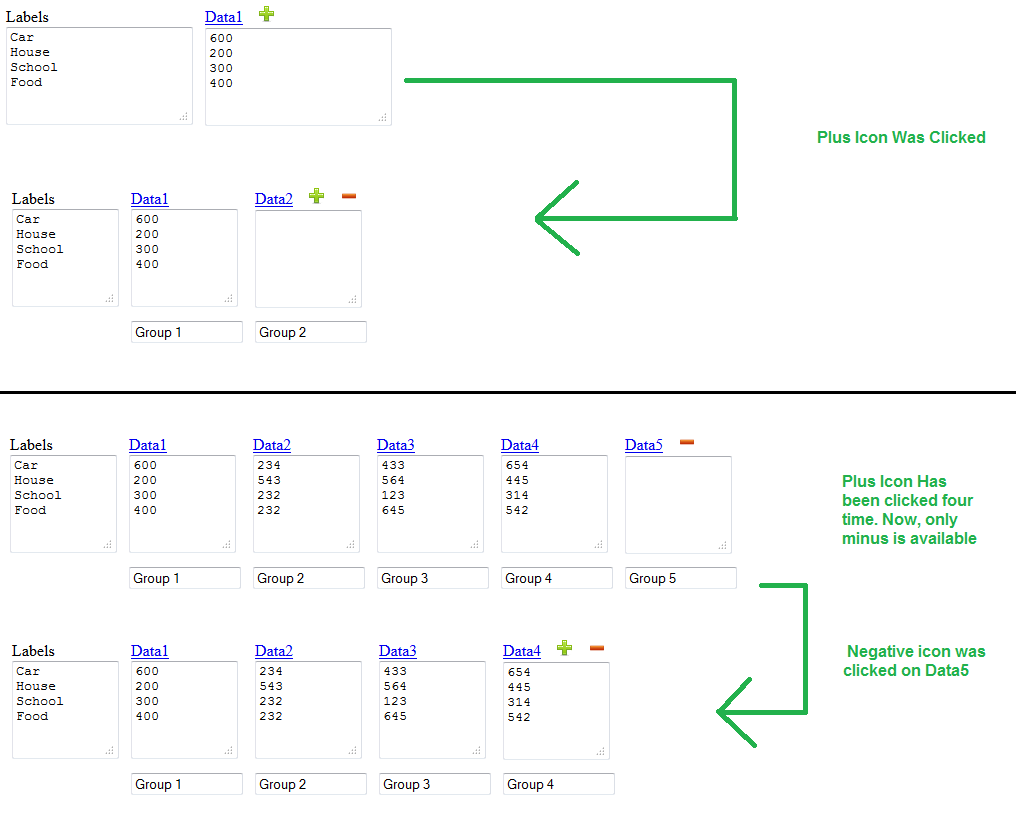 Labels Data1
Car 600
House 200
School 300
Food 400
Plus Icon Was Clicked
Labels Data1 Data2
Car 600
House 200
School 300
Food 400
Group 1 Group 2
Labels Data1 Data2 Data3 Data4 Data5
Car 600 234 433 654
House 200 543 564 445
School 300 232 123 314
Food 400 232 645 542
Group 1 Group 2 Group 3 Group 4 Group 5
Plus Icon Has
been clicked four
time. Now, only
minus is available
Labels Data1 Data2 Data3 Data4
Car 600 234 433 654
House 200 543 564 445
School 300 232 123 314
Food 400 232 645 542
Group 1 Group 2 Group 3 Group 4
Negative icon was
clicked on Data5